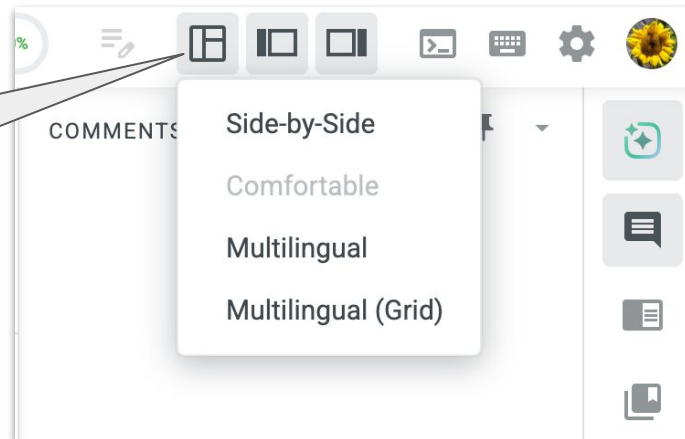 %
COMMENTS
Side-by-Side
Comfortable
Multilingual
Multilingual (Grid)